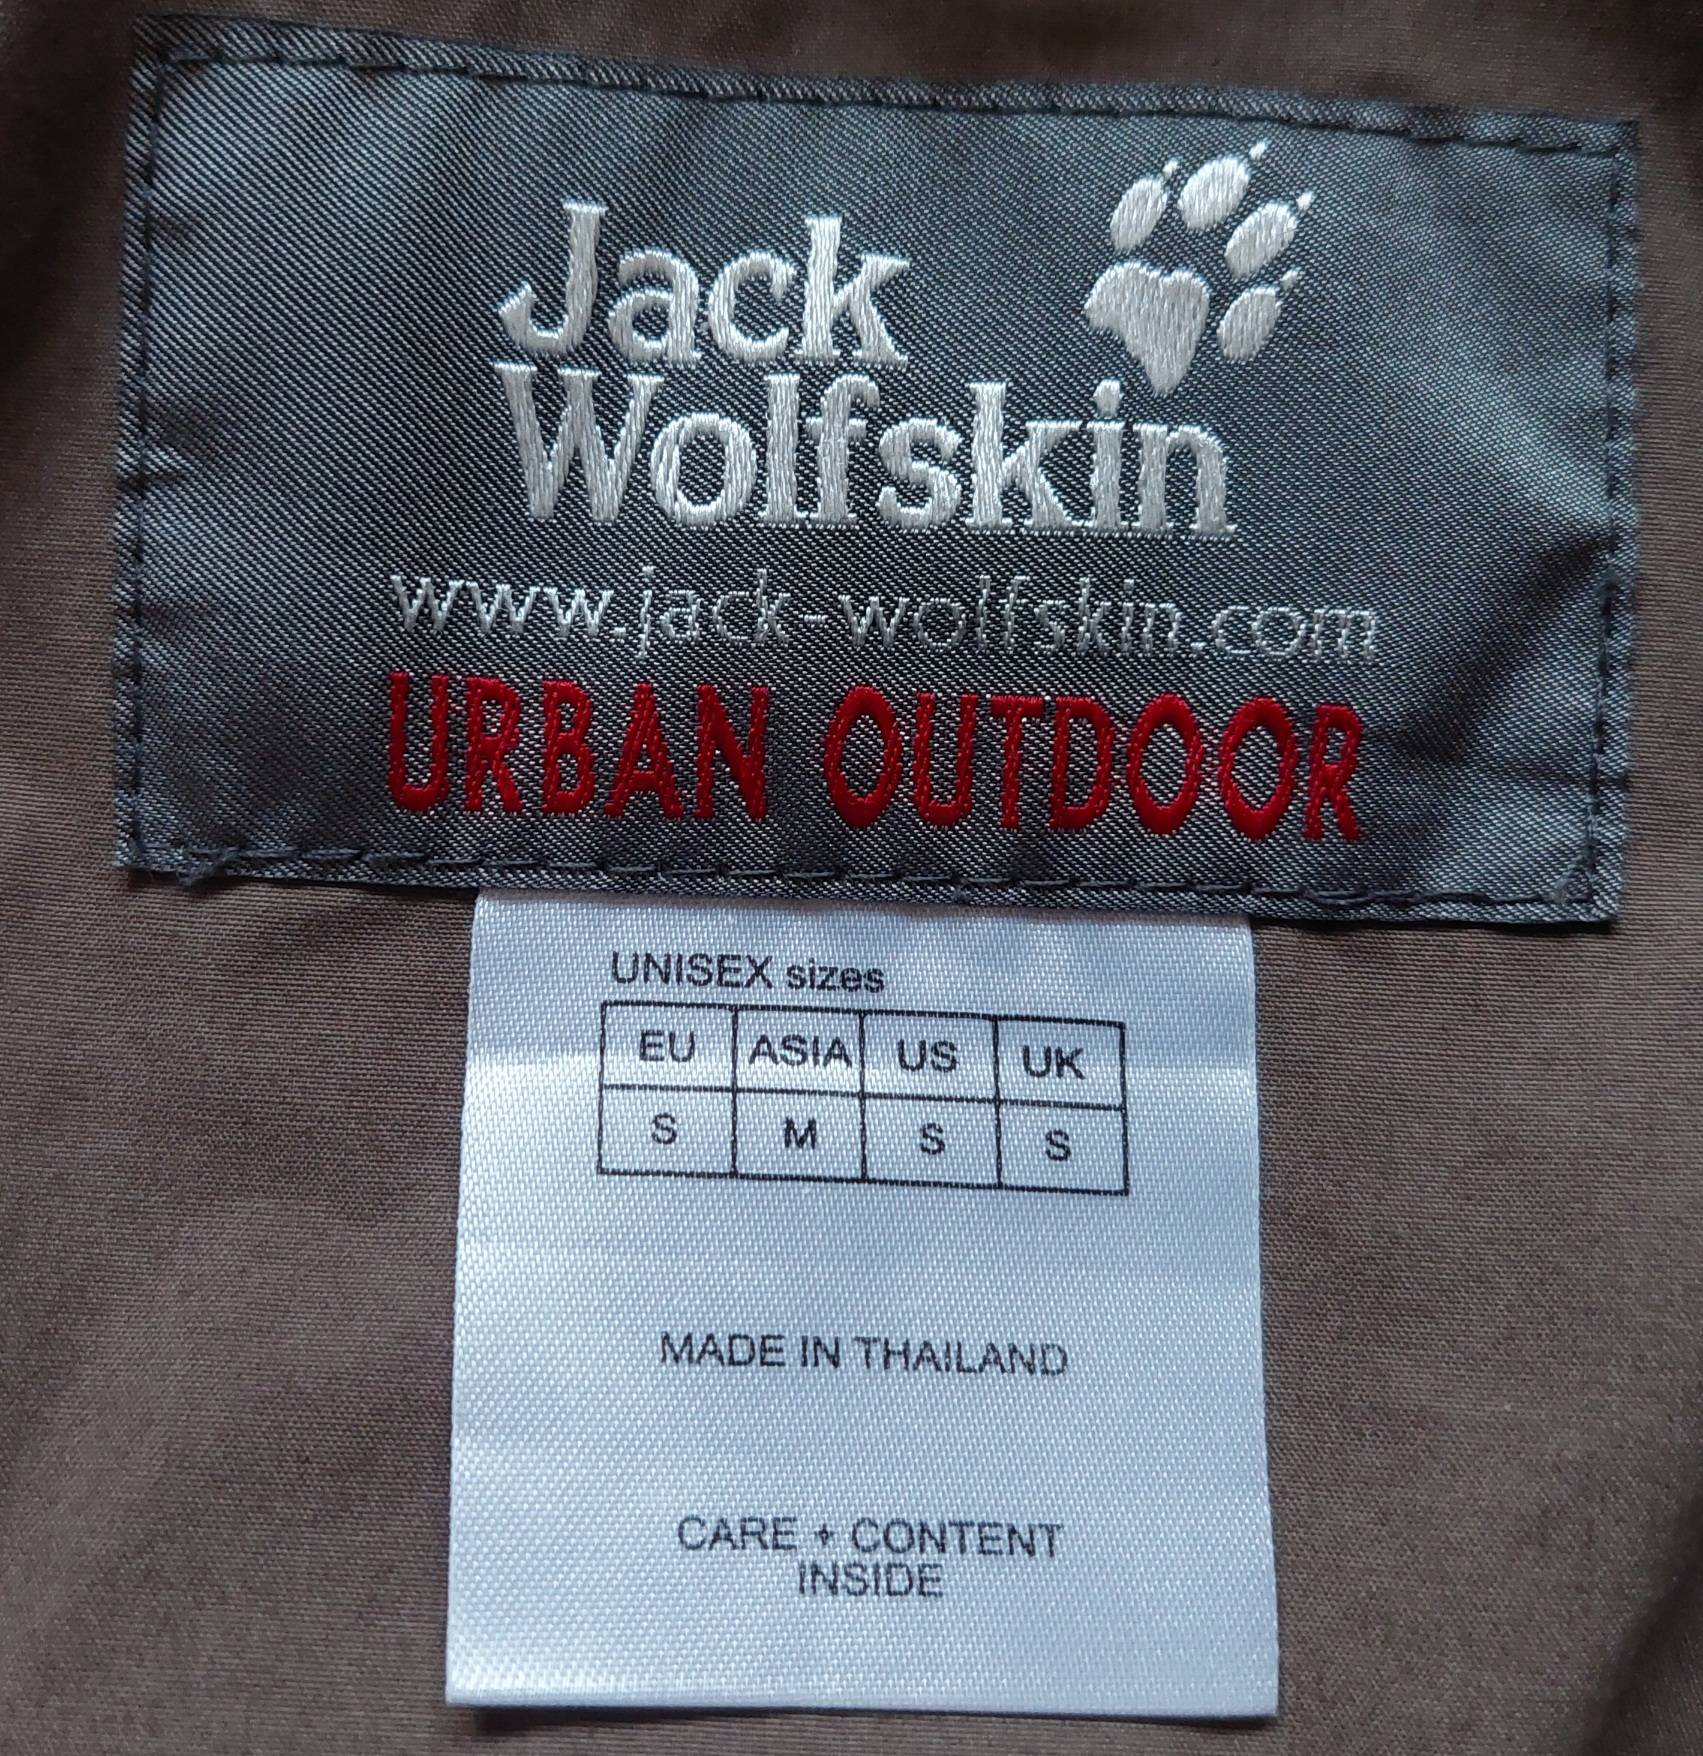 Jack
Wolfskin
www.jack-wolfskin.com
URBAN OUTDOOR
UNISEX sizes
EU ASIA US UK
S M S S
MADE IN THAILAND
CARE + CONTENT
INSIDE